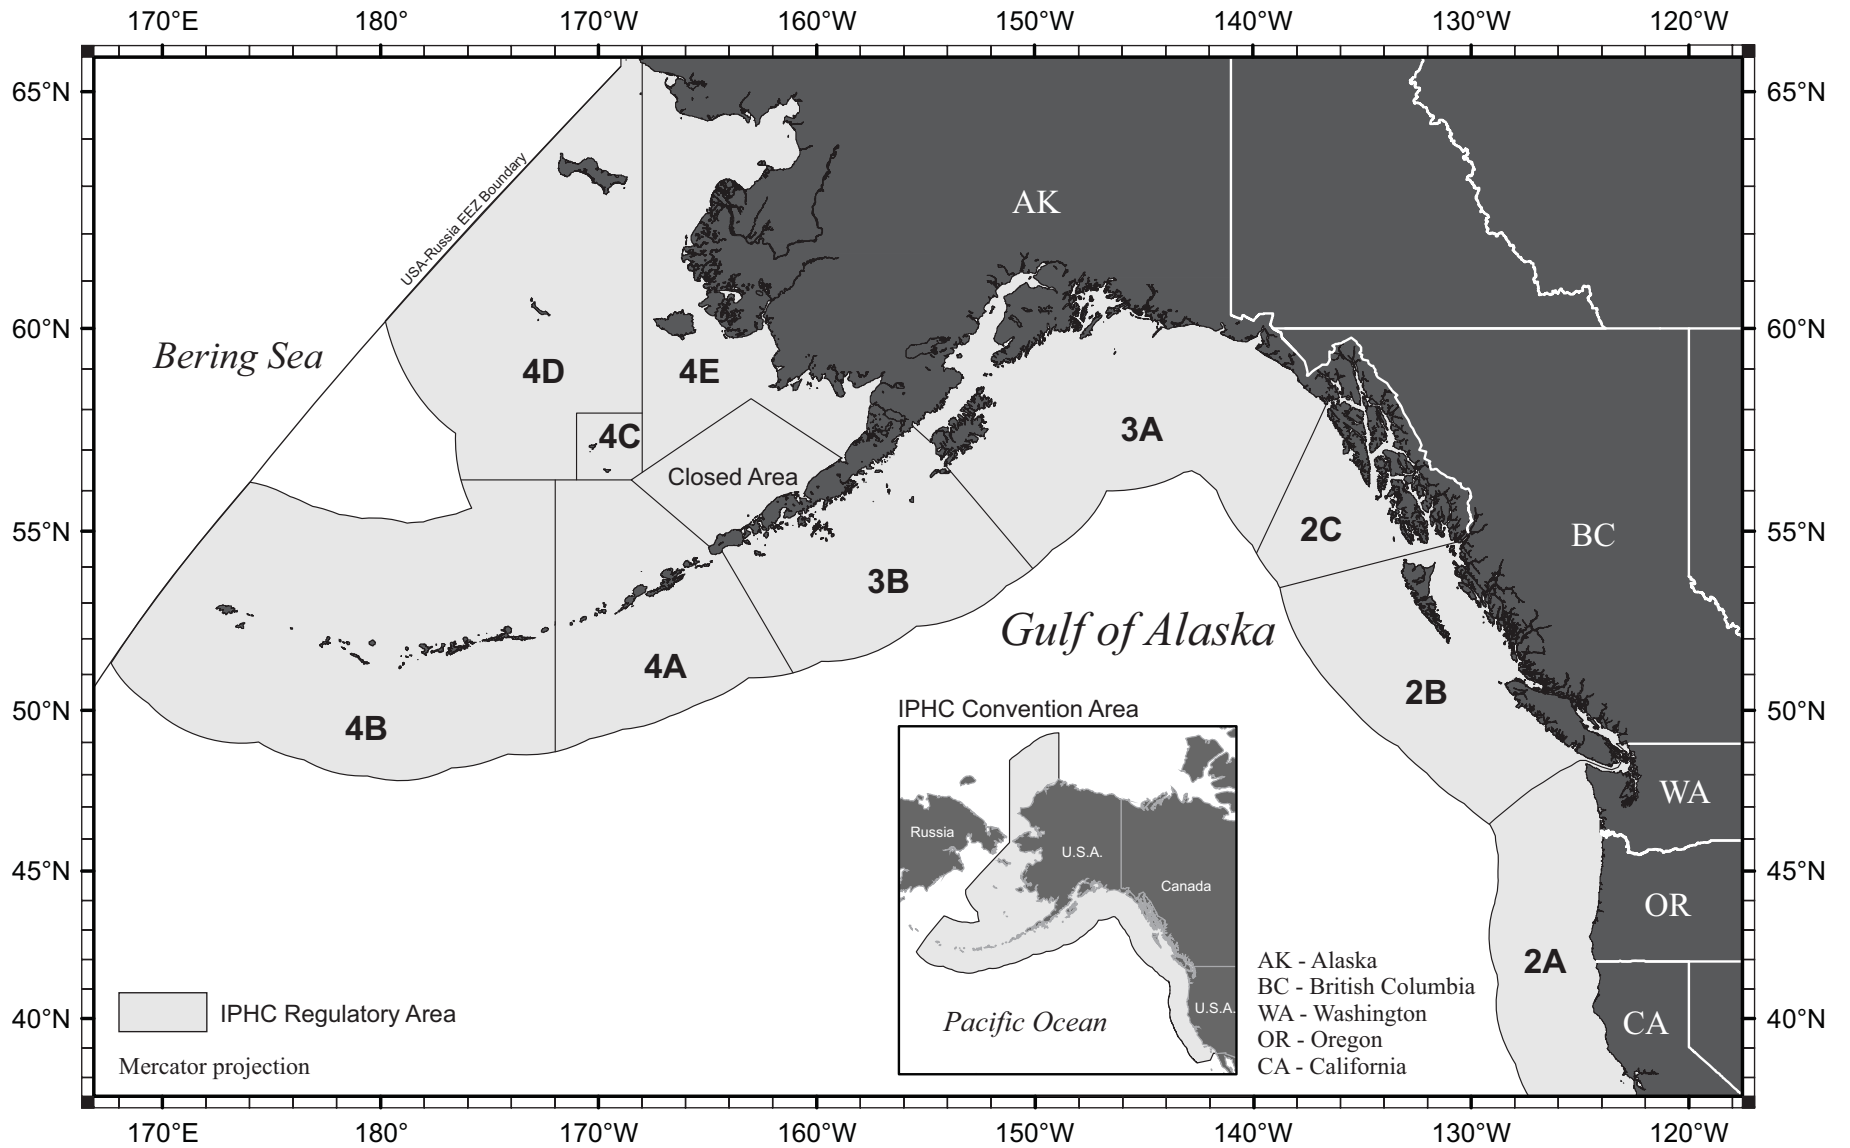 170°E 180° 170°W 160°W 150°W 140°W 130°W 120°W
65°N 65°N
USA-Russia EEZ Boundary
AK
60°N 60°N
Bering Sea
4D 4E
4C
3A
Closed Area
55°N 55°N
2C
BC
3B
Gulf of Alaska
4A
2B
50°N 50°N
4B
IPHC Convention Area
WA
Russia
U.S.A.
Canada
45°N 45°N
OR
2A
U.S.A.
Pacific Ocean
AK - Alaska
BC - British Columbia
WA - Washington
OR - Oregon
CA - California
CA
40°N 40°N
IPHC Regulatory Area
Mercator projection
170°E 180° 170°W 160°W 150°W 140°W 130°W 120°W